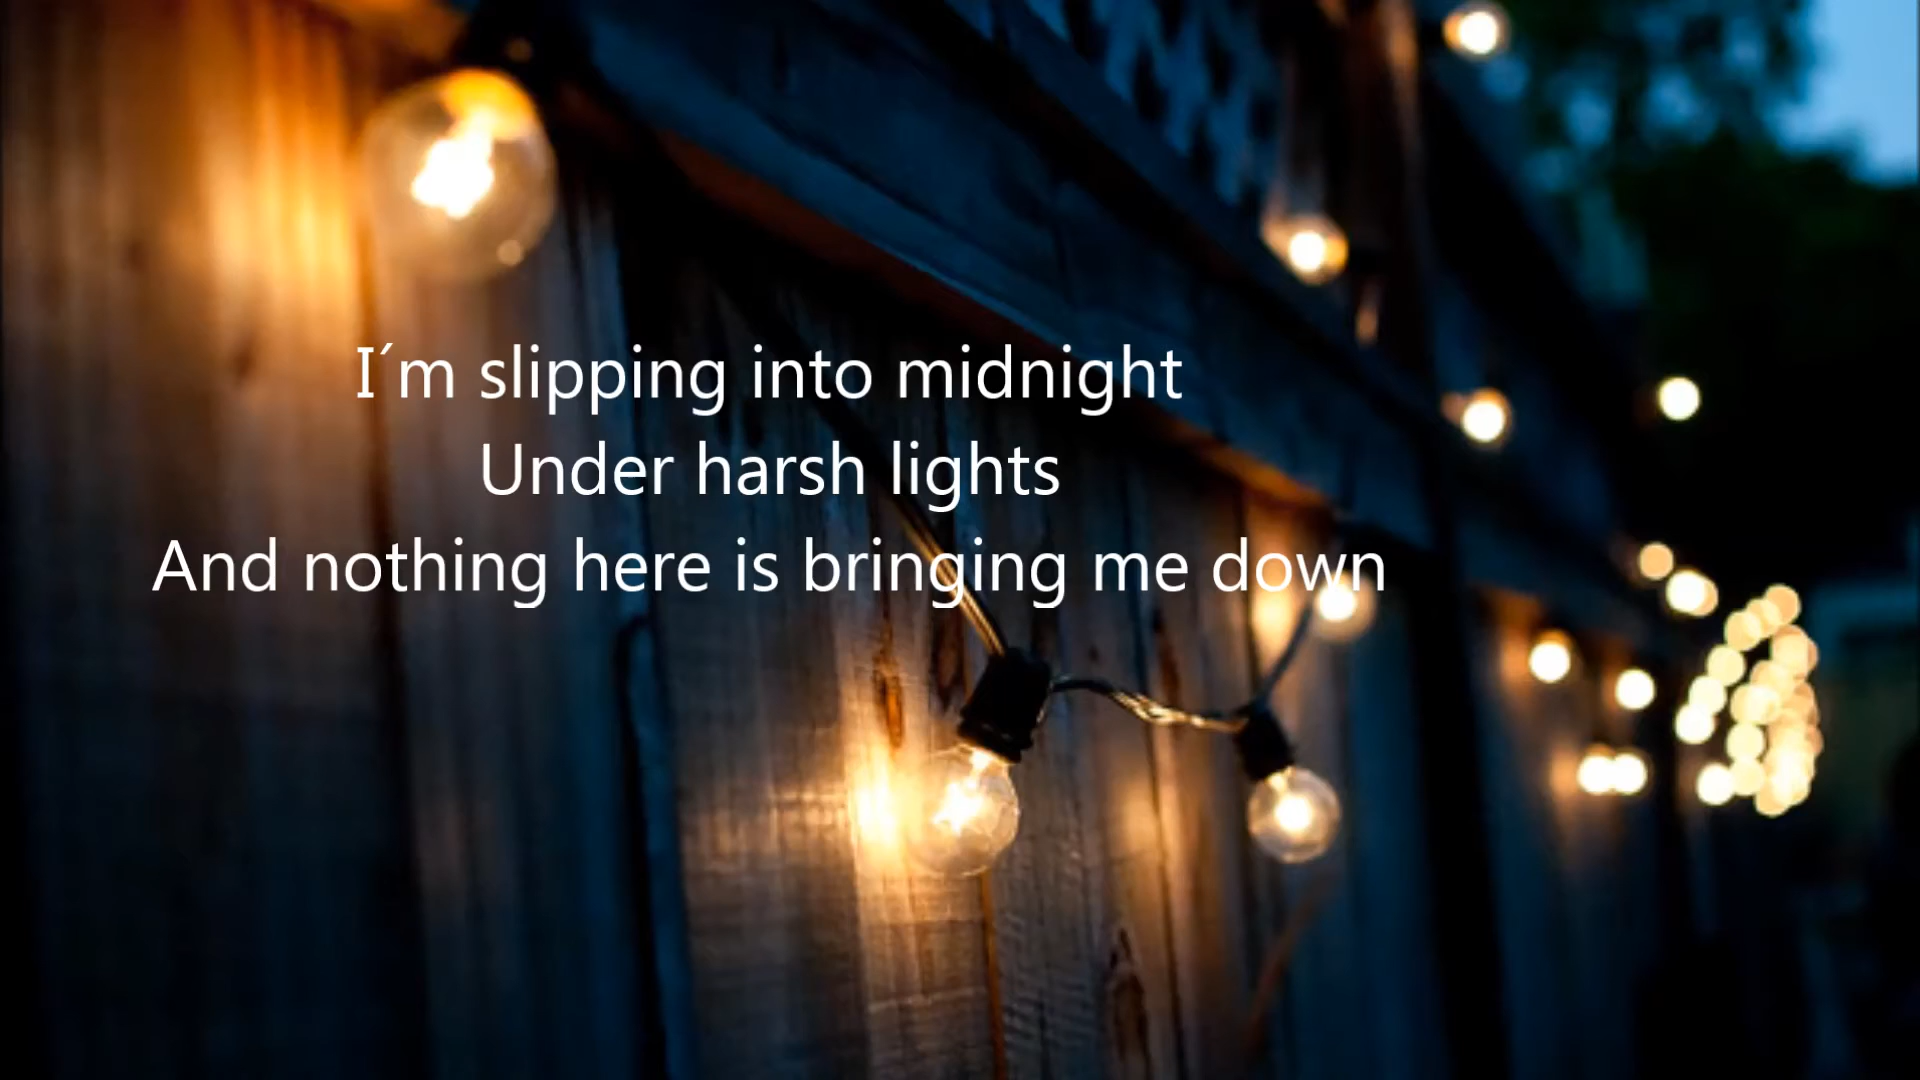 I´m slipping into midnight
Under harsh lights
And nothing here is bringing me down